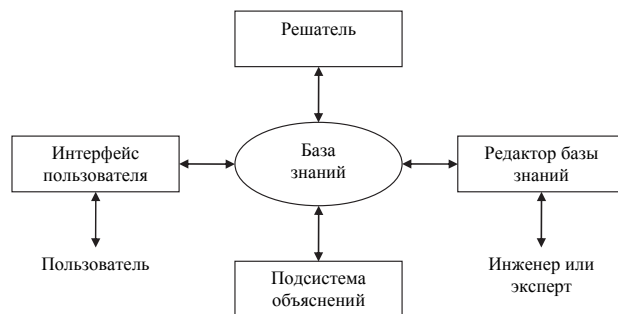 Решатель
Интерфейс
пользователя
База
знаний
Редактор базы
знаний
Пользователь
Подсистема
объяснений
Инженер или
эксперт